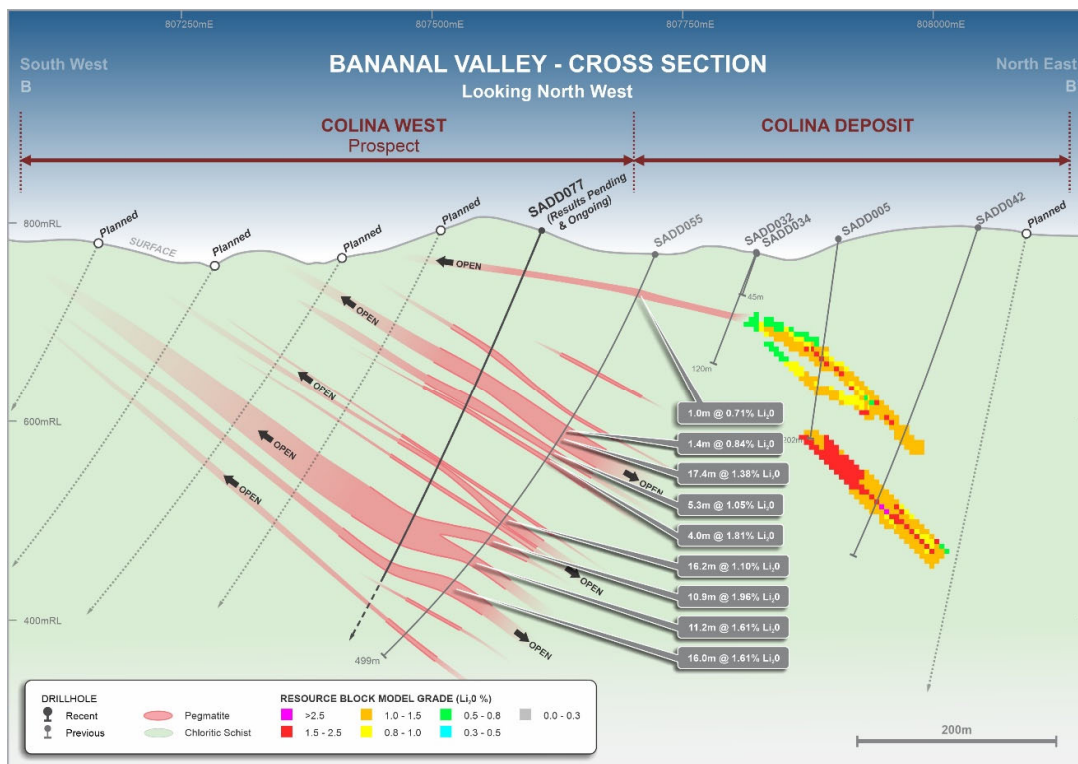 807250mE
807500mE
807750mE
808000mE
South West
B
BANANAL VALLEY - CROSS SECTION
Looking North West
North East
B
COLINA WEST
Prospect
COLINA DEPOSIT
800mRL
Planned
SURFACE
Planned
Planned
Planned
SADD077
(Results Pending
& Ongoing)
SADD055
SADD032
SADD034
SADD005
SADD042
Planned
OPEN
45m
OPEN
120m
OPEN
1.0m @ 0.71% Li₂0
600mRL
1.4m @ 0.84% Li₂0
202m
OPEN
17.4m @ 1.38% Li₂0
OPEN
5.3m @ 1.05% Li₂0
OPEN
4.0m @ 1.81% Li₂0
16.2m @ 1.10% Li₂0
OPEN
10.9m @ 1.96% Li₂0
400mRL
11.2m @ 1.61% Li₂0
OPEN
499m
16.0m @ 1.61% Li₂0
DRILLHOLE
Recent
Previous
Pegmatite
Chloritic Schist
RESOURCE BLOCK MODEL GRADE (Li₂0 %)
>2.5
1.0 - 1.5
0.5 - 0.8
0.0 - 0.3
1.5 - 2.5
0.8 - 1.0
0.3 - 0.5
200m